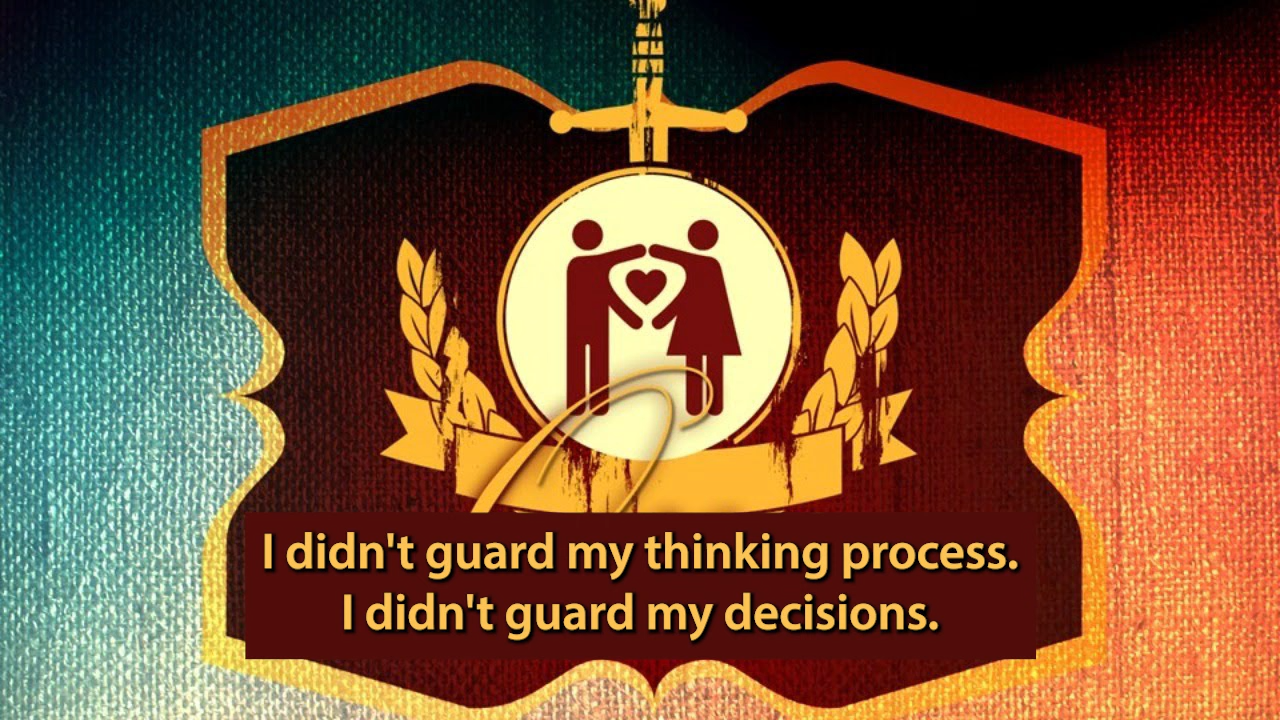 I didn't guard my thinking process.
I didn't guard my decisions.